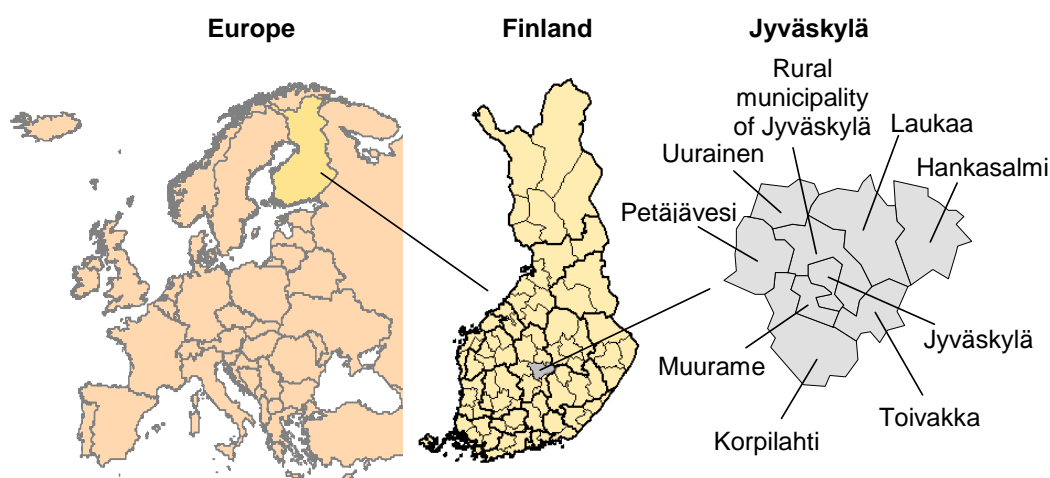 Europe
Finland
Jyväskylä
Rural
municipality
of Jyväskylä
Laukaa
Uurainen
Hankasalmi
Petäjävesi
Jyväskylä
Muurame
Toivakka
Korpilahti